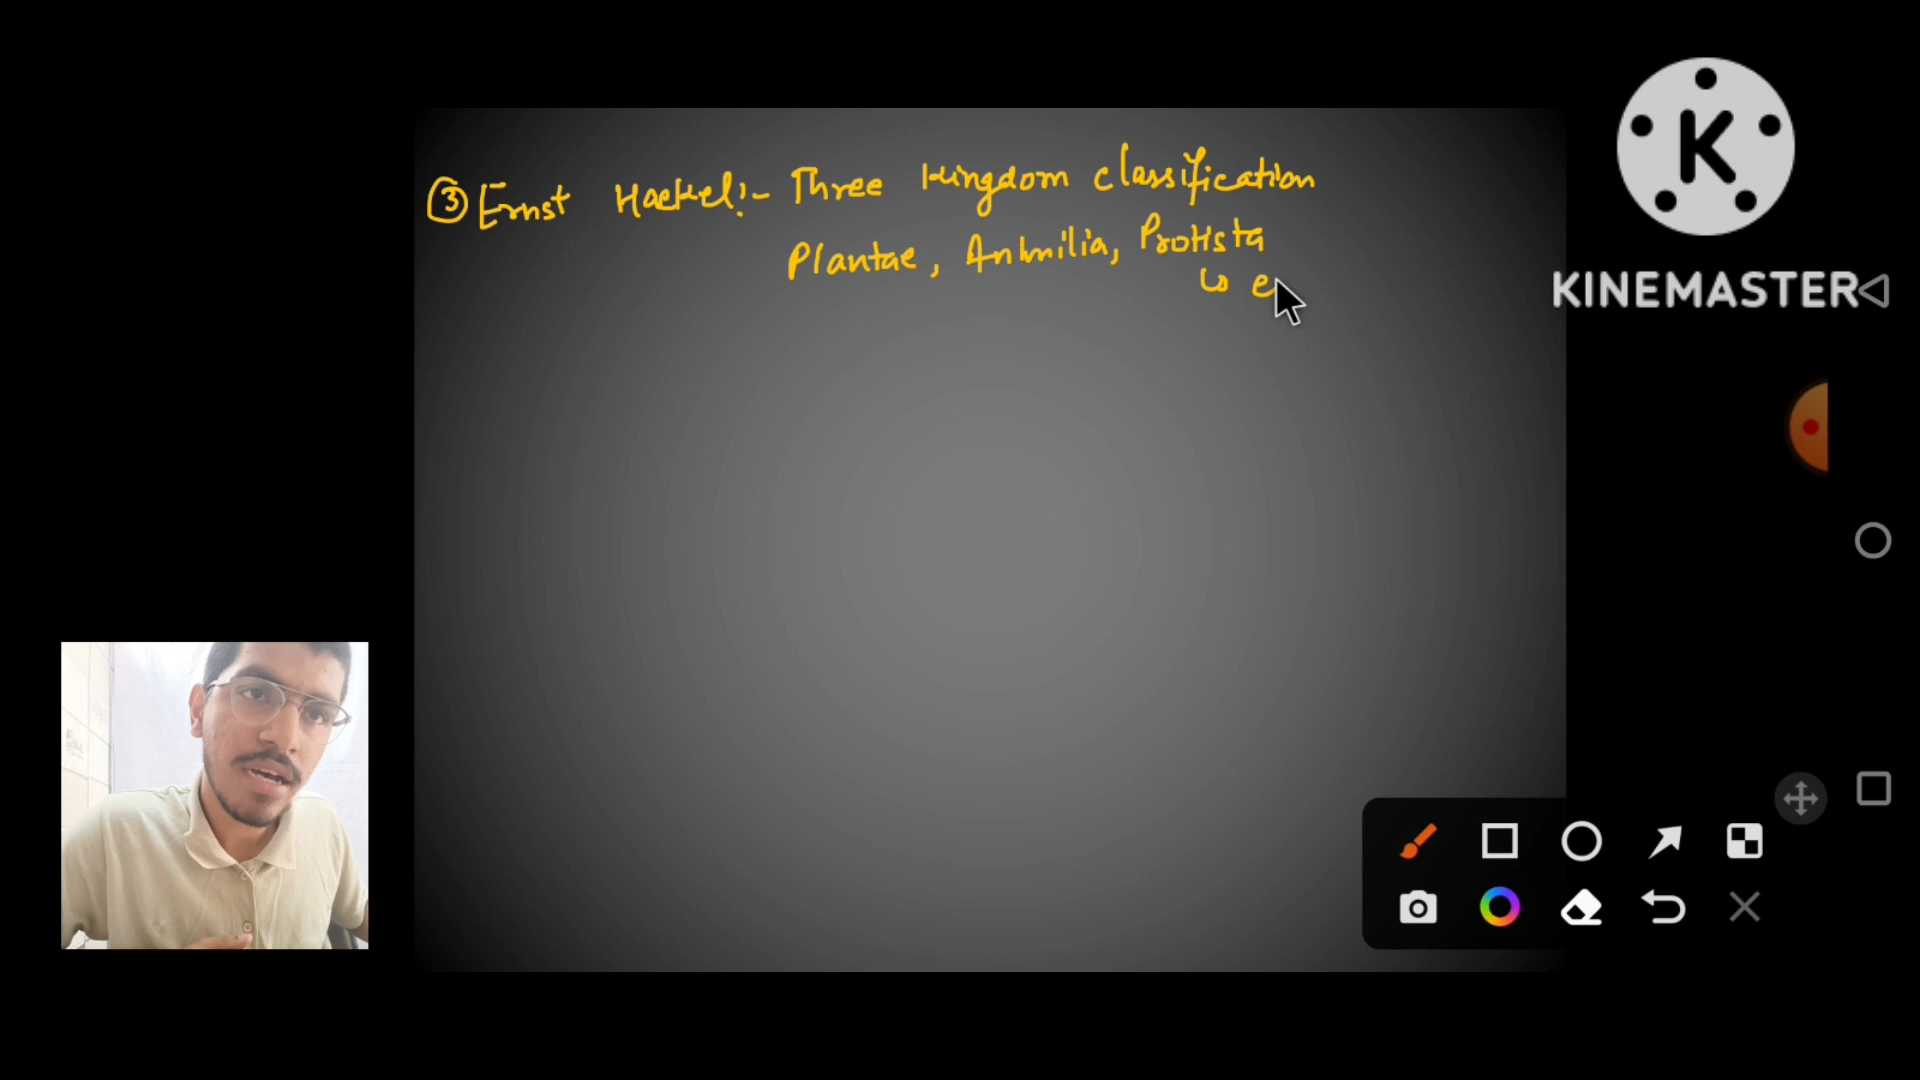 ③ Ernst Haekel:- Three kingdom classification
Plantae, Animilia, Protista
↳ e
K
KINEMASTER